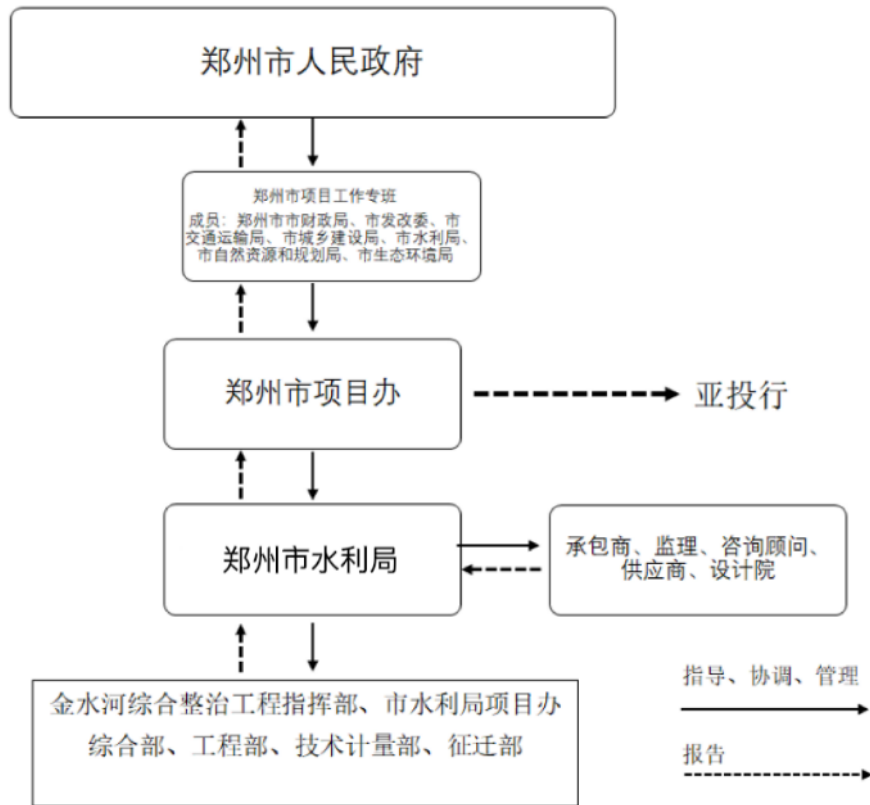 郑州市人民政府
郑州市项目工作专班
成员：郑州市市财政局、市发改委、市
交通运输局、市城乡建设局、市水利局、
市自然资源和规划局、市生态环境局
郑州市项目办
亚投行
郑州市水利局
承包商、监理、咨询顾问、
供应商、设计院
金水河综合整治工程指挥部、市水利局项目办
综合部、工程部、技术计量部、征迁部
指导、协调、管理
报告